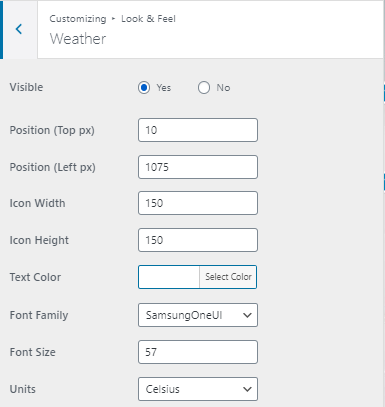 Customizing ▸ Look & Feel
Weather
Visible Yes No
Position (Top px) 10
Position (Left px) 1075
Icon Width 150
Icon Height 150
Text Color Select Color
Font Family SamsungOneUI
Font Size 57
Units Celsius